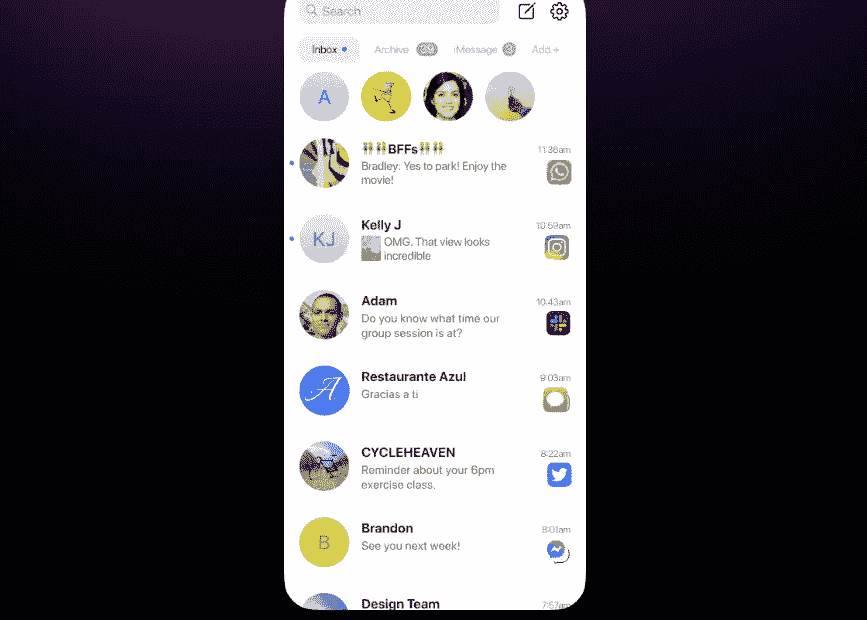 Search
Inbox Archive 39 iMessage 3 Add +
A
BFFs 11:36am
Bradley: Yes to park! Enjoy the
movie!
KJ
Kelly J 10:59am
OMG. That view looks
incredible
Adam 10:43am
Do you know what time our
group session is at?
A
Restaurante Azul 9:03am
Gracias a ti
CYCLEHEAVEN 8:22am
Reminder about your 6pm
exercise class.
B
Brandon 8:01am
See you next week!
Design Team 7:57am